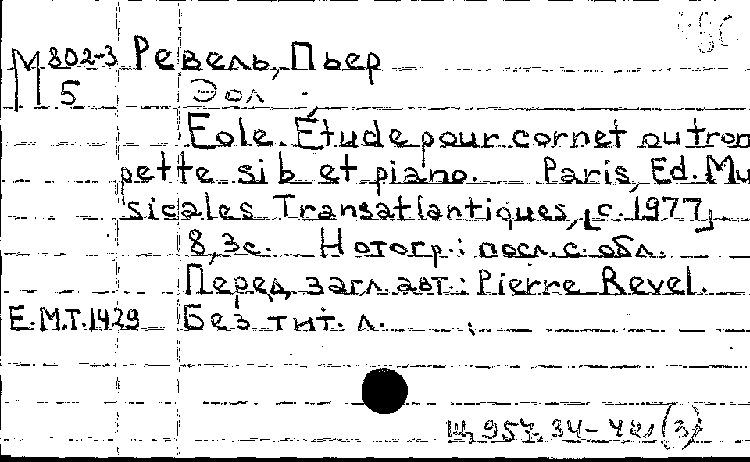 М 802-3 Ревель, Пьер
5 Эол
Eole. Étude pour cornet ou trom
pette si b et piano. Paris, Ed. Mu
sicales Transatlantiques, [c. 1977]
8, 3 с. Нотогр.; посл. с. обл.
Перед загл. авт.: Pierre Revel.
E.M.T. 1429 Без тит. л.